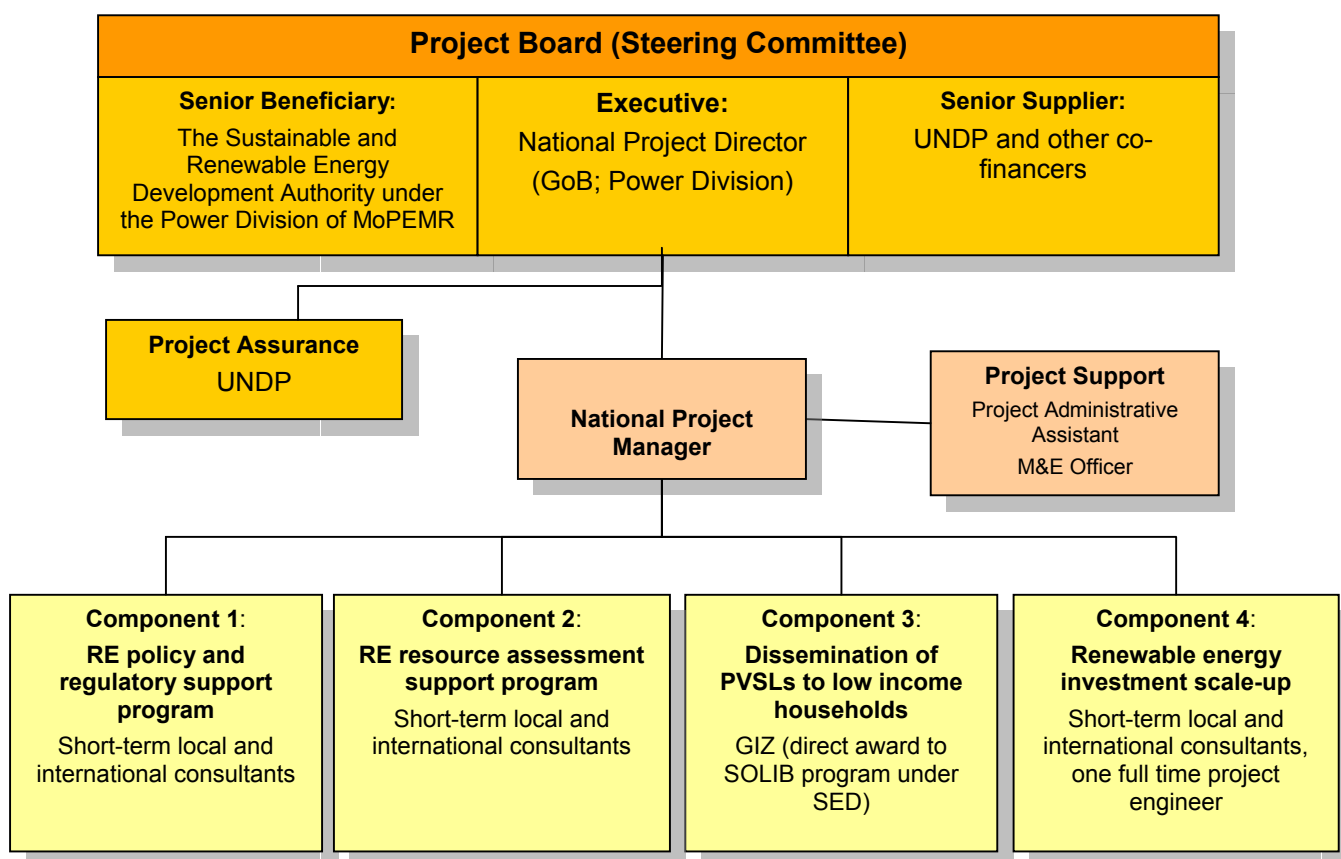 Project Board (Steering Committee)
Senior Beneficiary:
The Sustainable and
Renewable Energy
Development Authority under
the Power Division of MoPEMR
Executive:
National Project Director
(GoB; Power Division)
Senior Supplier:
UNDP and other co-
financers
Project Assurance
UNDP
National Project
Manager
Project Support
Project Administrative
Assistant
M&E Officer
Component 1:
RE policy and
regulatory support
program
Short-term local and
international consultants
Component 2:
RE resource assessment
support program
Short-term local and
international consultants
Component 3:
Dissemination of
PVSLs to low income
households
GIZ (direct award to
SOLIB program under
SED)
Component 4:
Renewable energy
investment scale-up
Short-term local and
international consultants,
one full time project
engineer